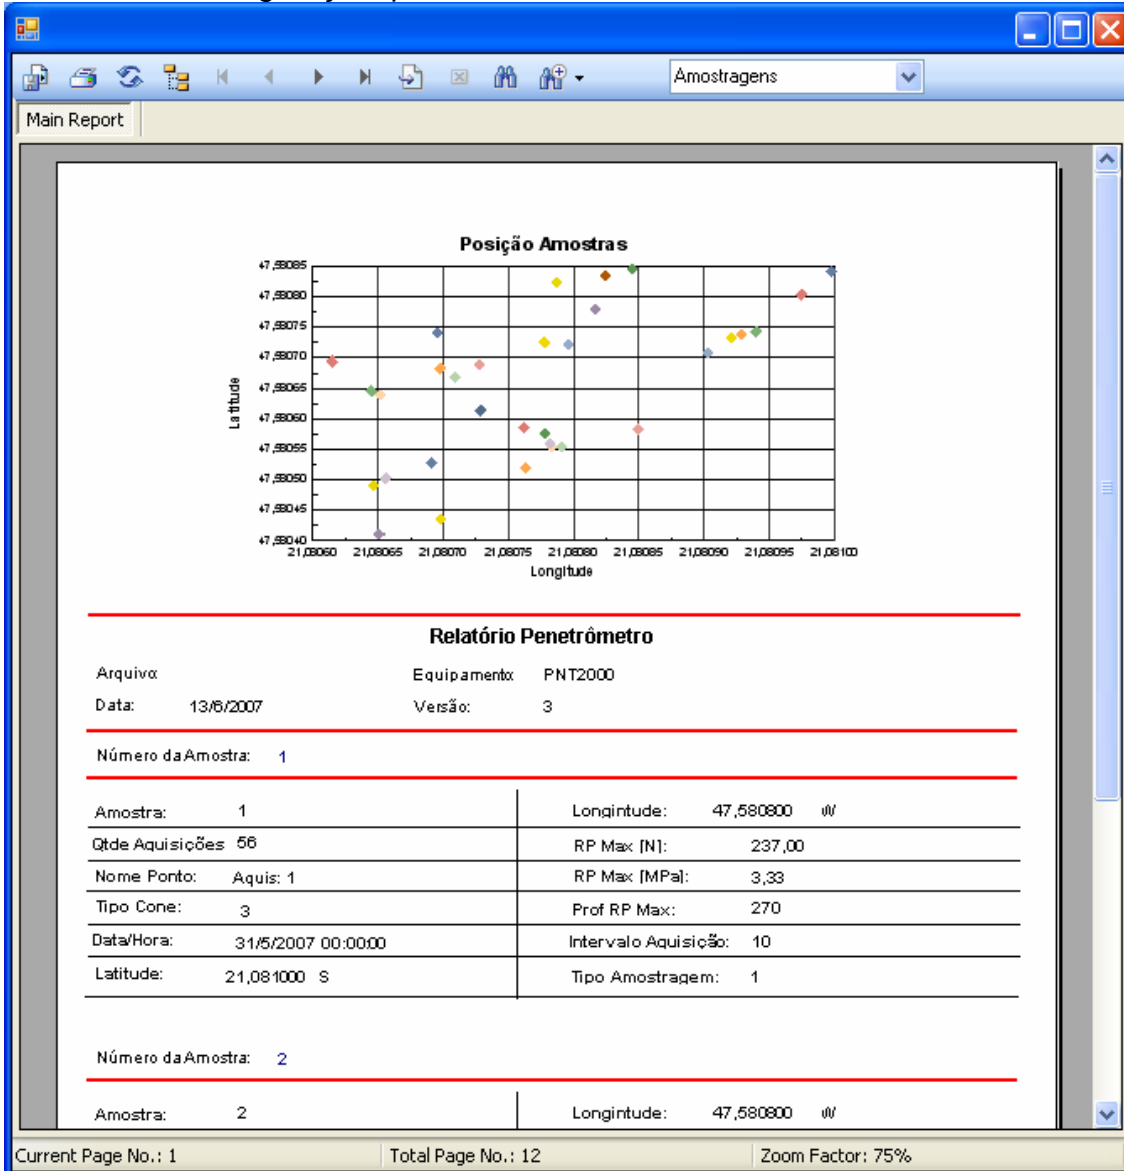 Amostragens
Main Report
Posição Amostras
47,58085
47,58080
47,58075
47,58070
47,58065
47,58060
47,58055
47,58050
47,58045
47,58040
Latitude
21,08060 21,08065 21,08070 21,08075 21,08080 21,08085 21,08090 21,08095 21,08100
Longitude
Relatório Penetrômetro
Arquivo: Equipamento: PNT2000
Data: 13/6/2007 Versão: 3
Número da Amostra: 1
Amostra: 1 Longintude: 47,580800 W
Qtde Aquisições 56 RP Max [N]: 237,00
Nome Ponto: Aquis: 1 RP Max [MPa]: 3,33
Tipo Cone: 3 Prof RP Max: 270
Data/Hora: 31/5/2007 00:00:00 Intervalo Aquisição: 10
Latitude: 21,081000 S Tipo Amostragem: 1
Número da Amostra: 2
Amostra: 2 Longintude: 47,580800 W
Current Page No.: 1 Total Page No.: 12 Zoom Factor: 75%